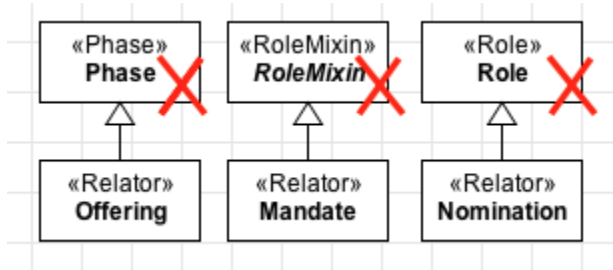 «Phase»
Phase
«RoleMixin»
RoleMixin
«Role»
Role
«Relator»
Offering
«Relator»
Mandate
«Relator»
Nomination